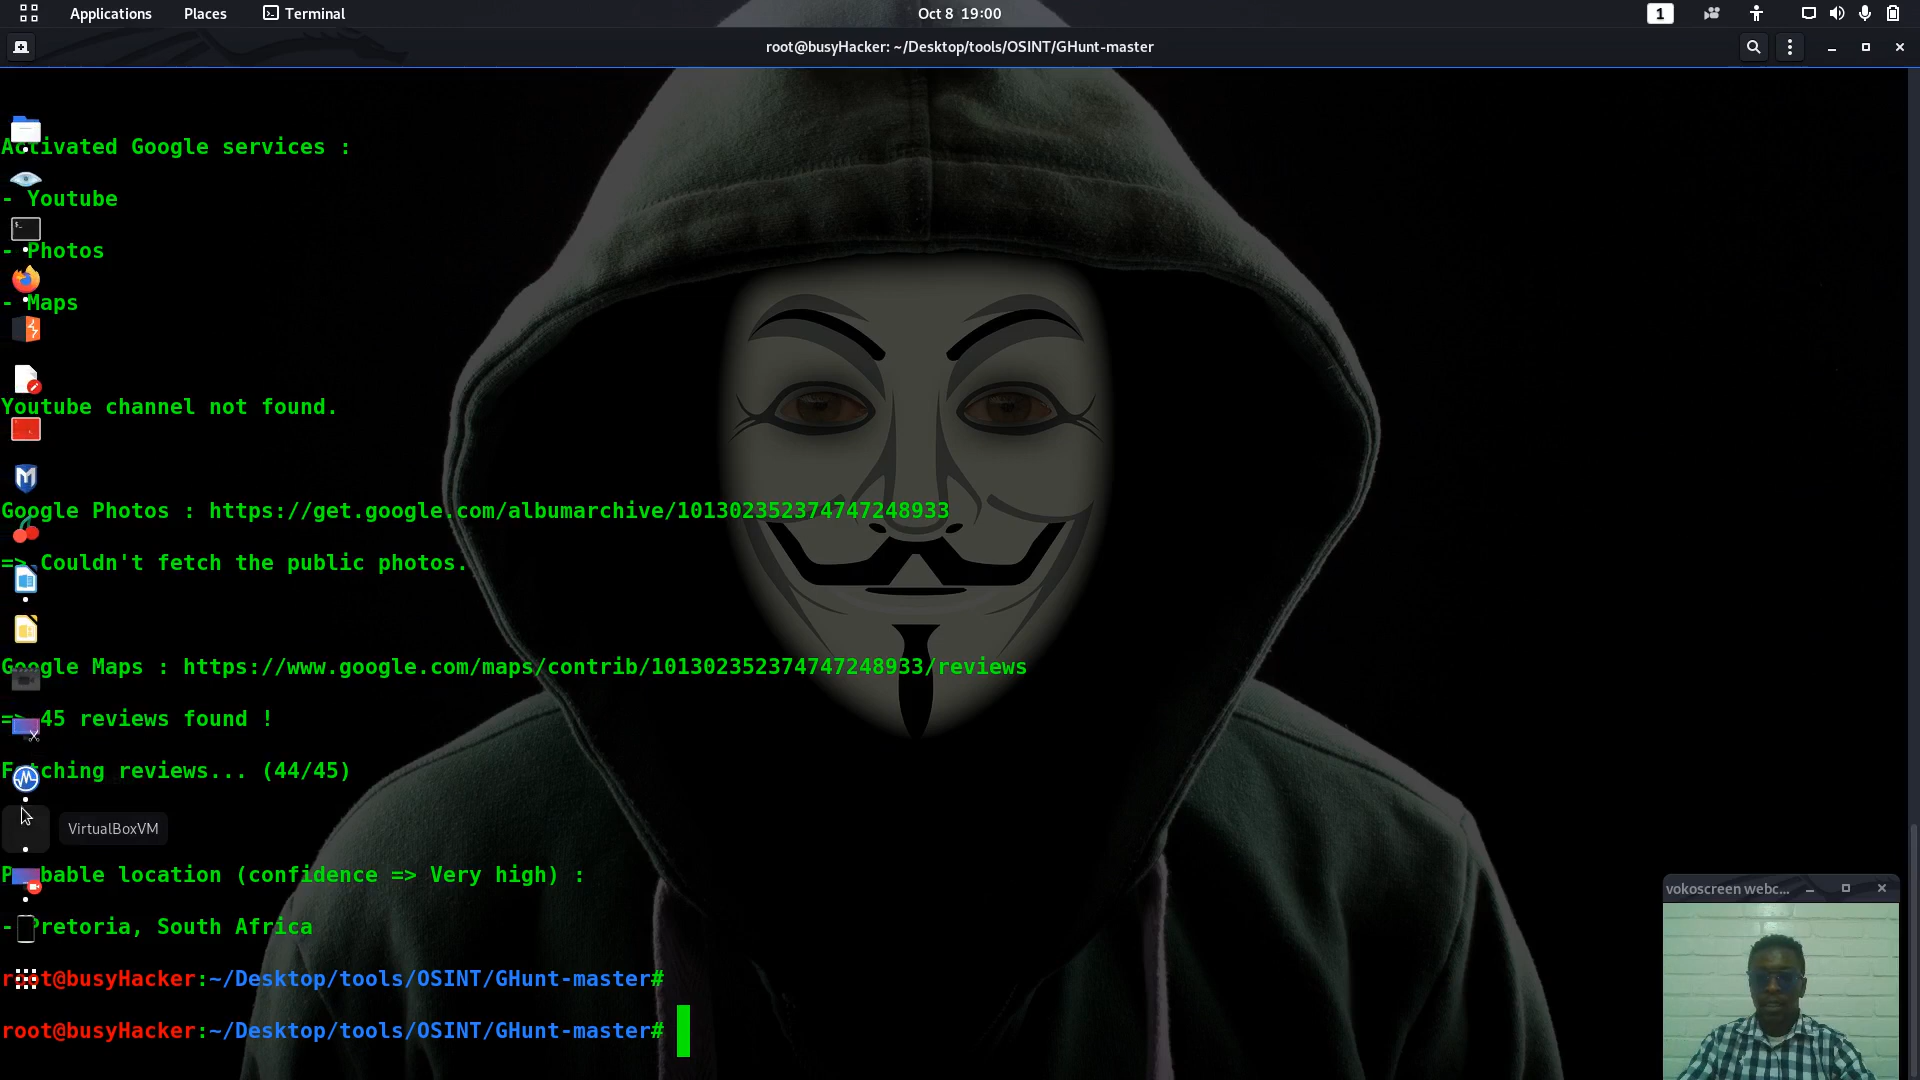 Applications Places Terminal Oct 8 19:00 1
root@busyHacker: ~/Desktop/tools/OSINT/GHunt-master
Activated Google services :
- Youtube
- Photos
- Maps
Youtube channel not found.
Google Photos : https://get.google.com/albumarchive/101302352374747248933
=> Couldn't fetch the public photos.
Google Maps : https://www.google.com/maps/contrib/101302352374747248933/reviews
=> 45 reviews found !
Fetching reviews... (44/45)
VirtualBoxVM
Probable location (confidence => Very high) :
- Pretoria, South Africa
root@busyHacker:~/Desktop/tools/OSINT/GHunt-master#
root@busyHacker:~/Desktop/tools/OSINT/GHunt-master#
vokoscreen webc...